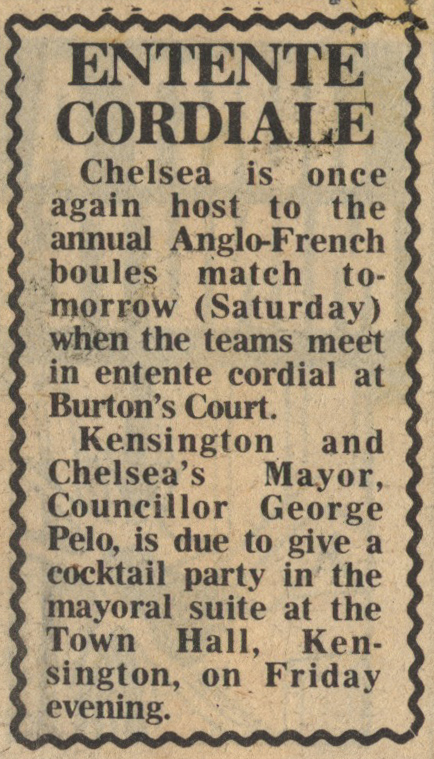 ENTENTE
CORDIALE
Chelsea is once
again host to the
annual Anglo-French
boules match to-
morrow (Saturday)
when the teams meet
in entente cordial at
Burton's Court.
Kensington and
Chelsea's Mayor,
Councillor George
Pelo, is due to give a
cocktail party in the
mayoral suite at the
Town Hall, Ken-
sington, on Friday
evening.